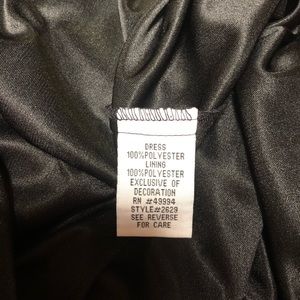 DRESS
100%POLYESTER
LINING
100%POLYESTER
EXCLUSIVE OF
DECORATION
RN #49994
STYLE#2629
SEE REVERSE
FOR CARE